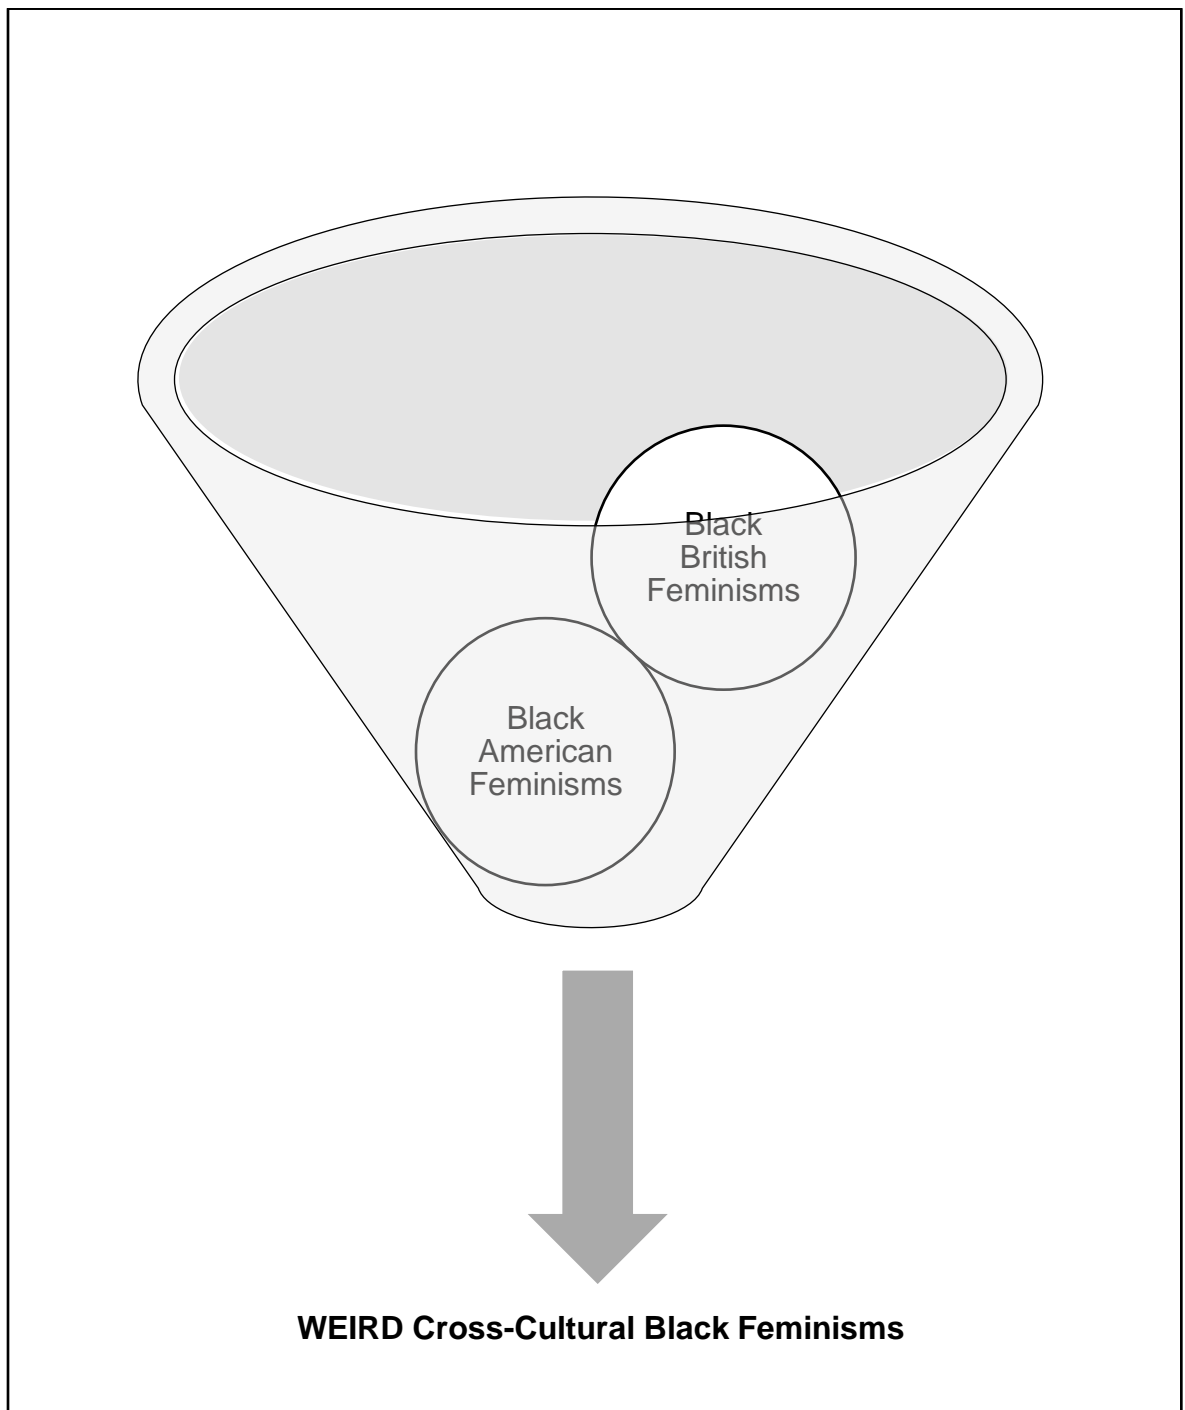 Black
British
Feminisms
Black
American
Feminisms
WEIRD Cross-Cultural Black Feminisms